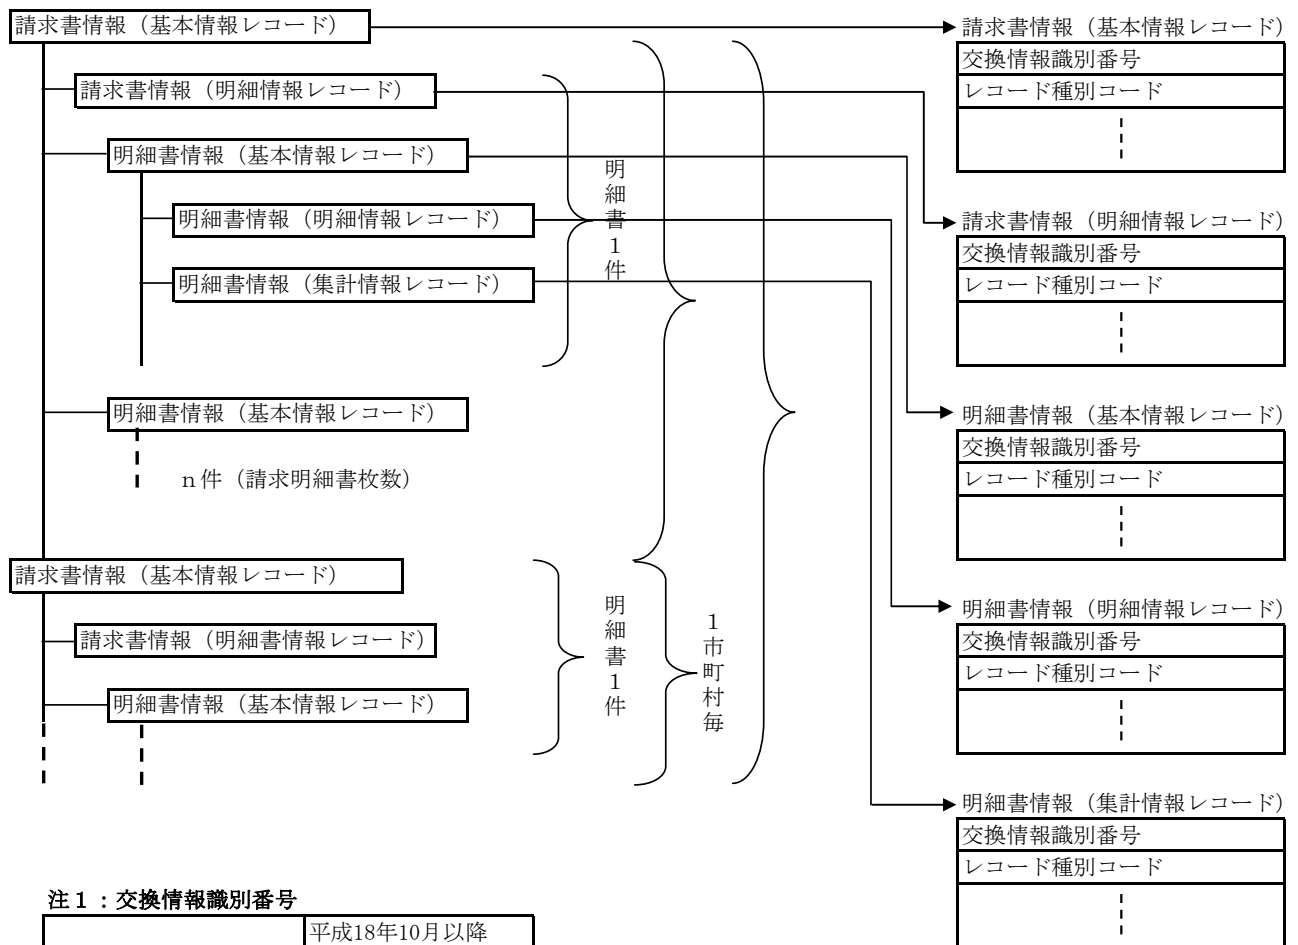 請求書情報（基本情報レコード）
請求書情報（明細情報レコード）
明細書情報（基本情報レコード）
明細書情報（明細情報レコード）
明細書情報（集計情報レコード）
明細書１件
明細書情報（基本情報レコード）
ｎ件（請求明細書枚数）
請求書情報（基本情報レコード）
請求書情報（明細書情報レコード）
明細書情報（基本情報レコード）
明細書１件
１市町村毎
請求書情報（基本情報レコード）
交換情報識別番号
レコード種別コード
請求書情報（明細情報レコード）
交換情報識別番号
レコード種別コード
明細書情報（基本情報レコード）
交換情報識別番号
レコード種別コード
明細書情報（明細情報レコード）
交換情報識別番号
レコード種別コード
明細書情報（集計情報レコード）
交換情報識別番号
レコード種別コード
注１：交換情報識別番号
平成18年10月以降